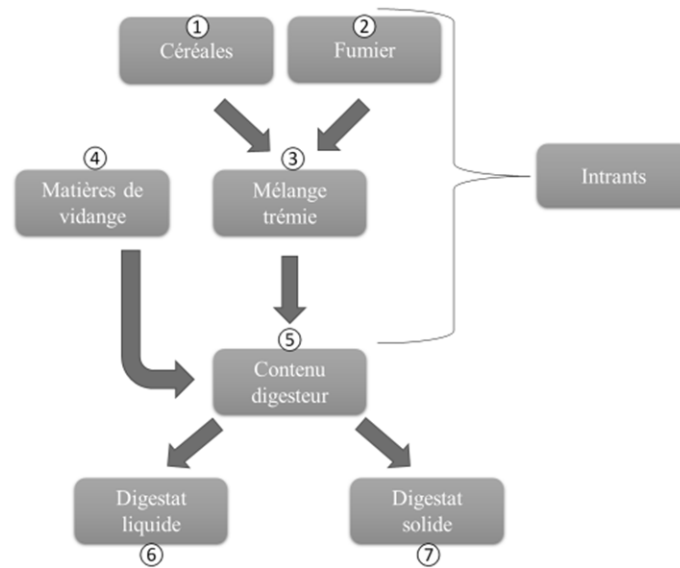 ①
Céréales
②
Fumier
④
Matières de
vidange
③
Mélange
trémie
Intrants
⑤
Contenu
digesteur
Digestat
liquide
⑥
Digestat
solide
⑦